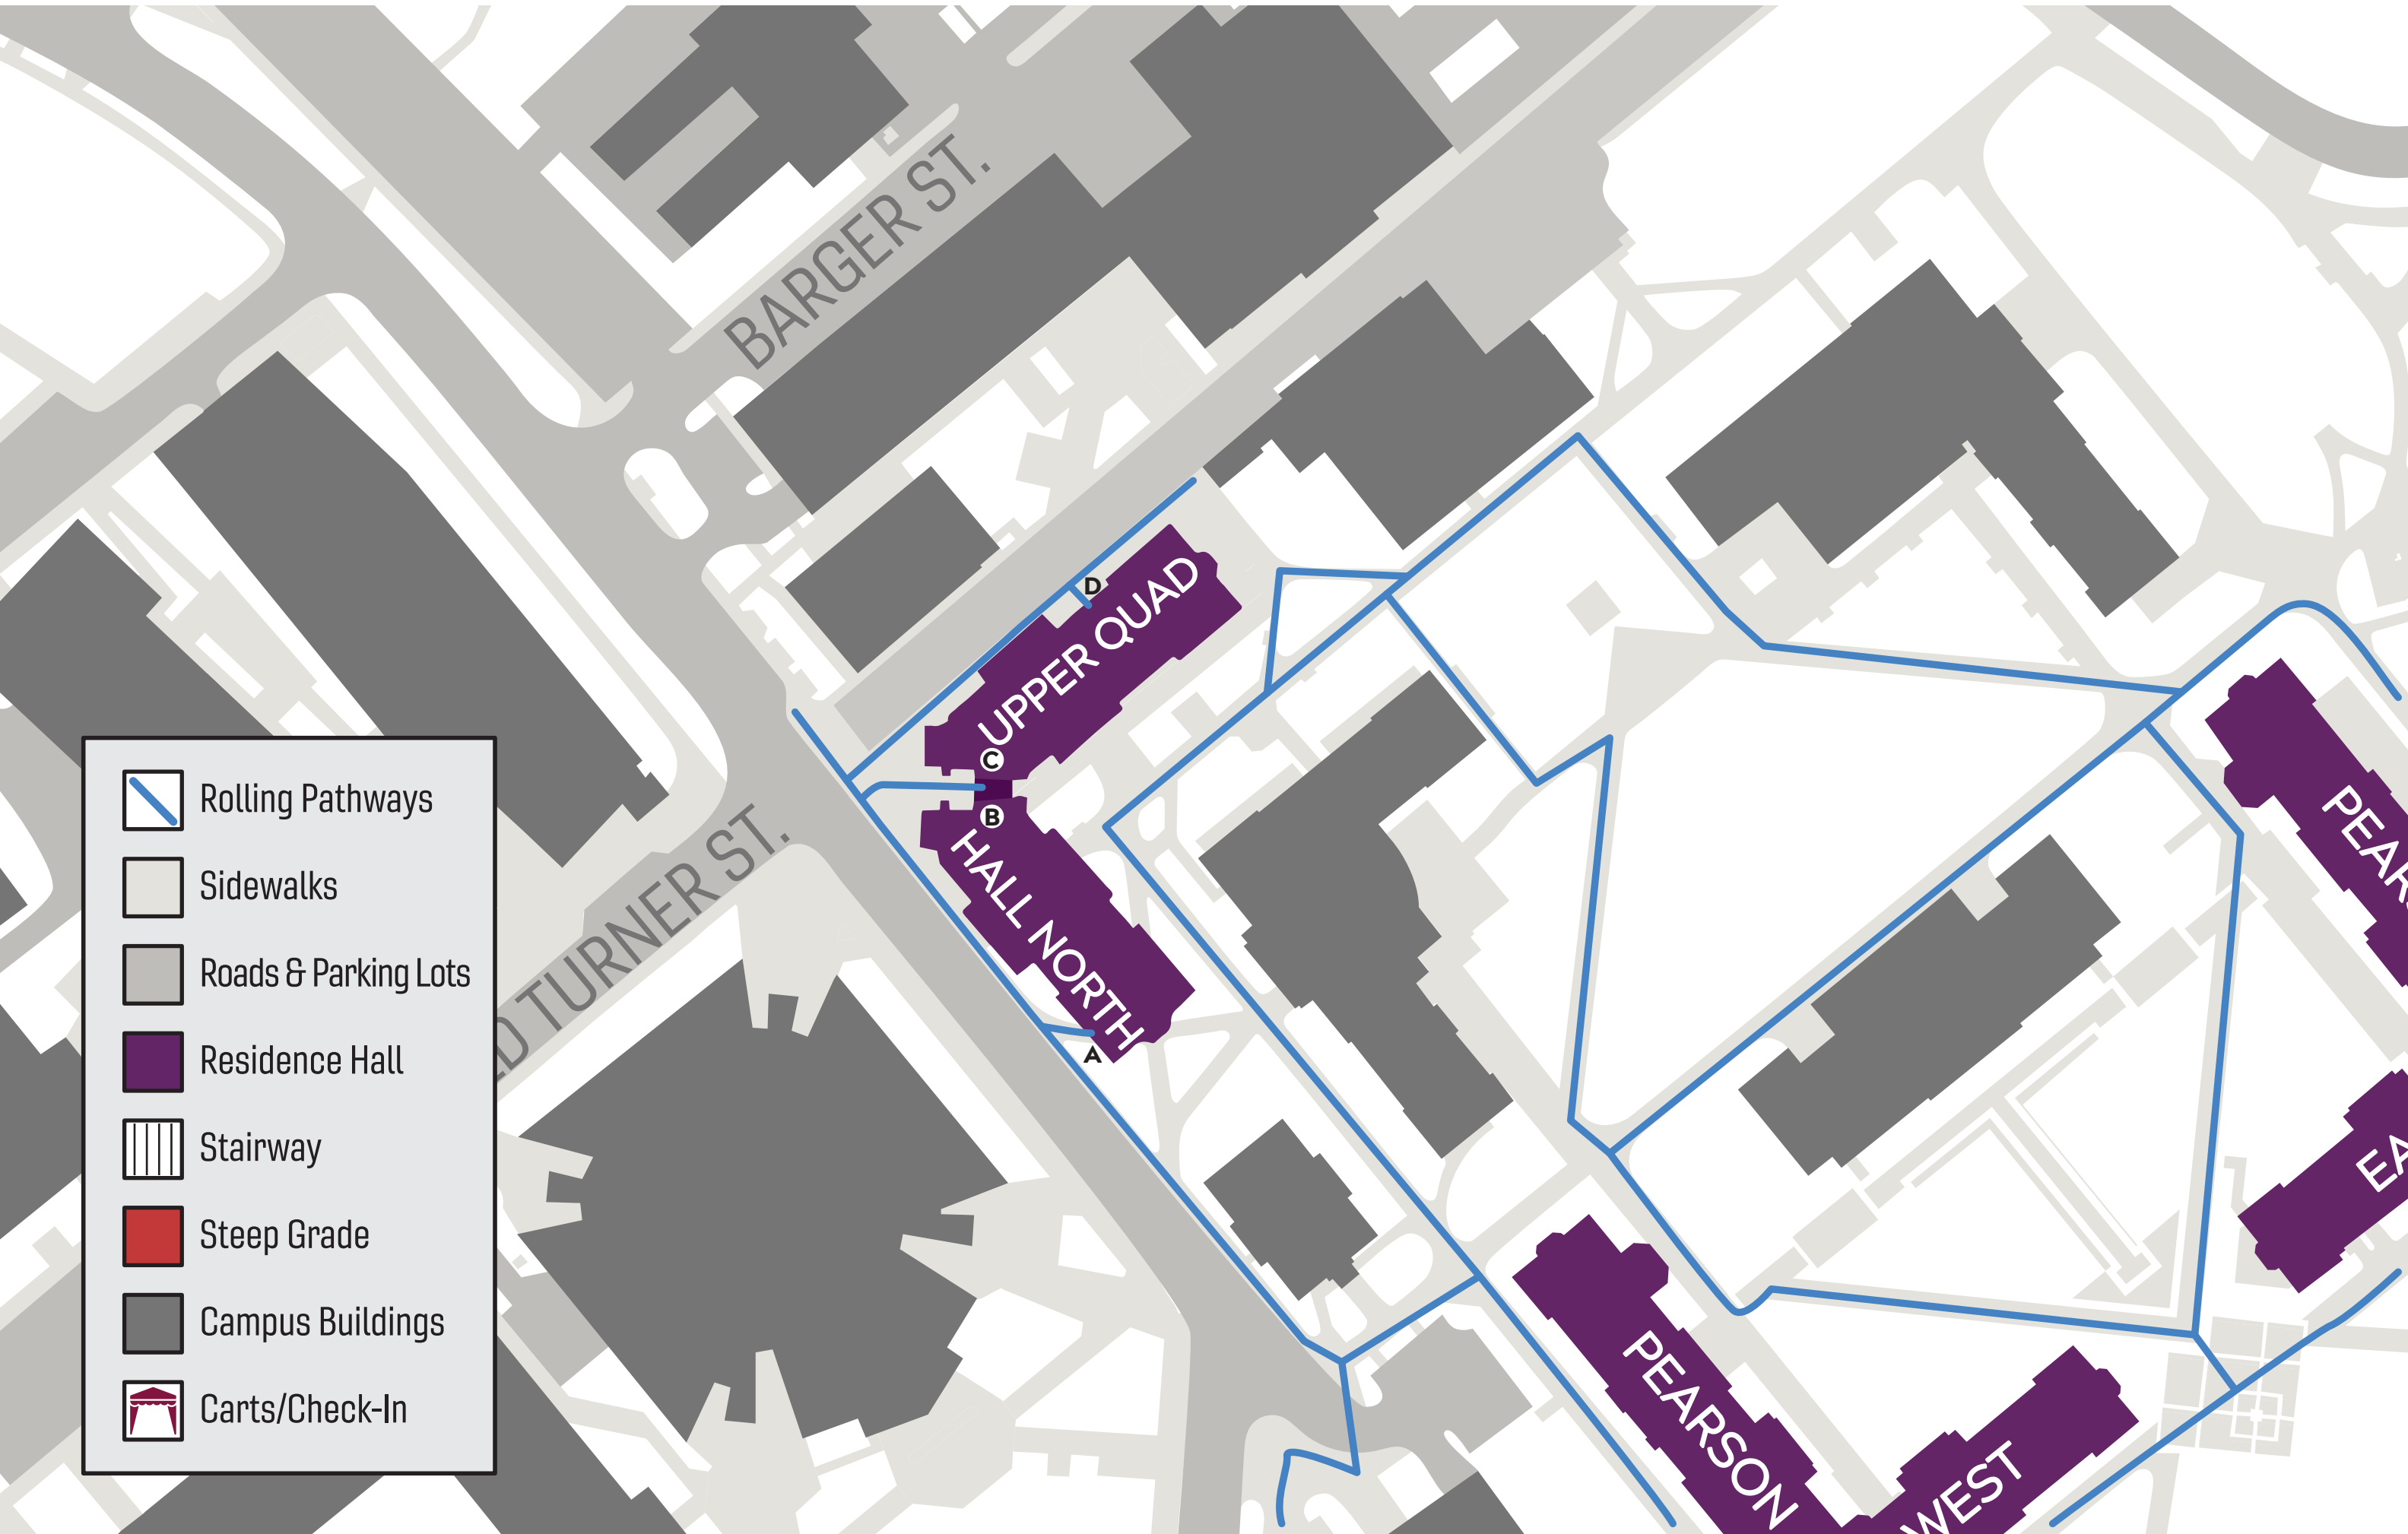 BARGER ST.
D
UPPER QUAD
C
B
HALL NORTH
A
TURNER ST.
PEARSON
WEST
Rolling Pathways
Sidewalks
Roads & Parking Lots
Residence Hall
Stairway
Steep Grade
Campus Buildings
Carts/Check-In